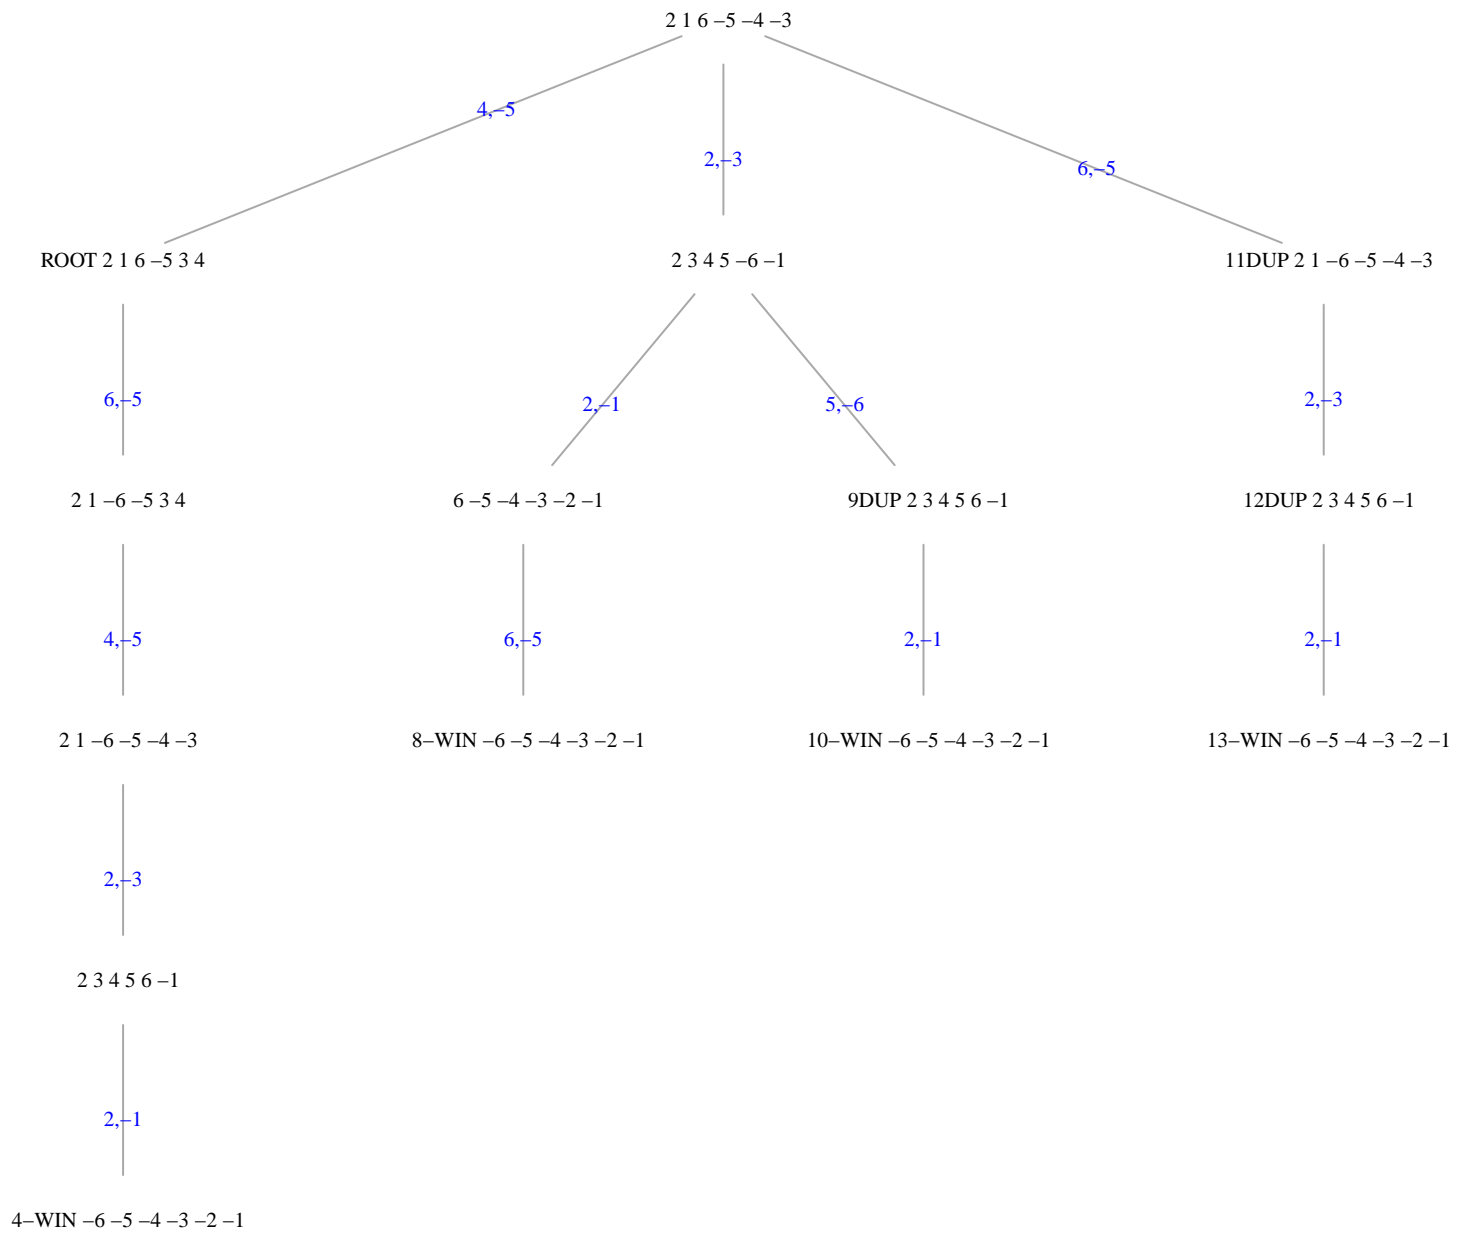 2 1 6 –5 –4 –3
4,–5
2,–3
6,–5
ROOT 2 1 6 –5 3 4
2 3 4 5 –6 –1
11DUP 2 1 –6 –5 –4 –3
6,–5
2,–1
5,–6
2,–3
2 1 –6 –5 3 4
6 –5 –4 –3 –2 –1
9DUP 2 3 4 5 6 –1
12DUP 2 3 4 5 6 –1
4,–5
6,–5
2,–1
2,–1
2 1 –6 –5 –4 –3
8–WIN –6 –5 –4 –3 –2 –1
10–WIN –6 –5 –4 –3 –2 –1
13–WIN –6 –5 –4 –3 –2 –1
2,–3
2 3 4 5 6 –1
2,–1
4–WIN –6 –5 –4 –3 –2 –1